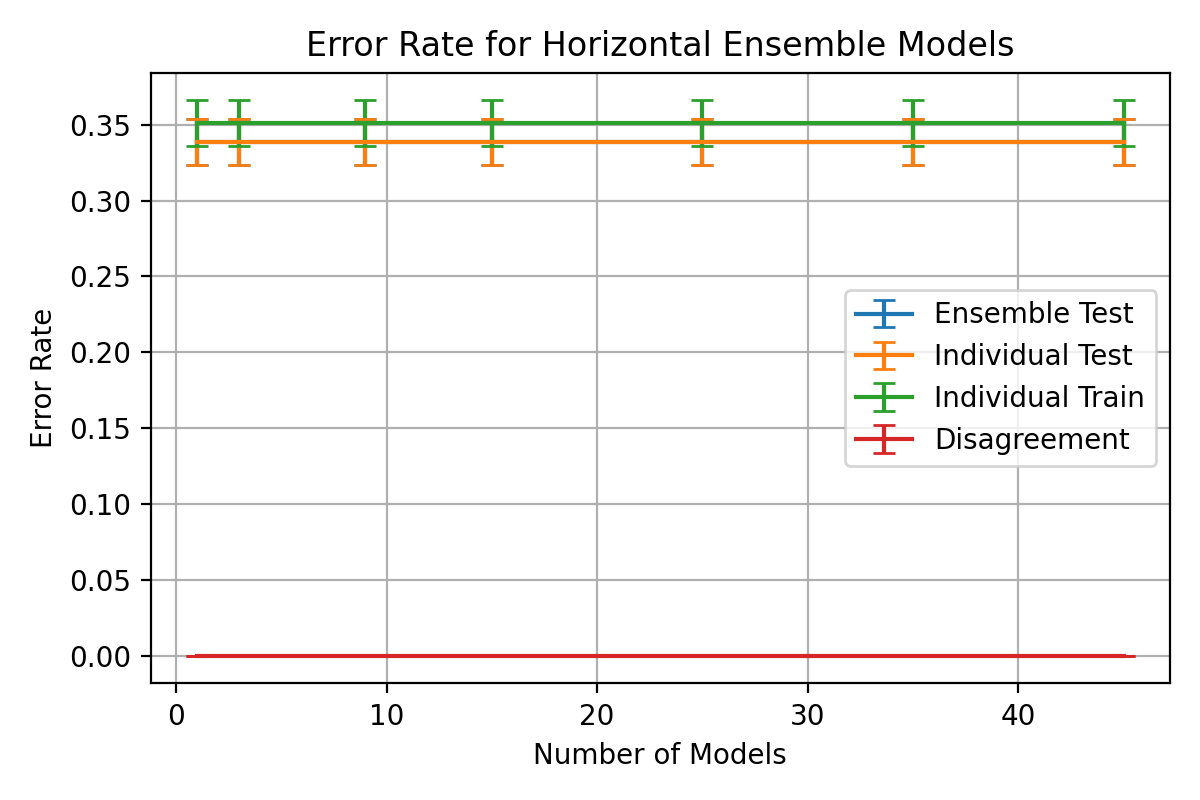 Error Rate for Horizontal Ensemble Models
Error Rate
0.35
0.30
0.25
0.20
0.15
0.10
0.05
0.00
Ensemble Test
Individual Test
Individual Train
Disagreement
0 10 20 30 40
Number of Models